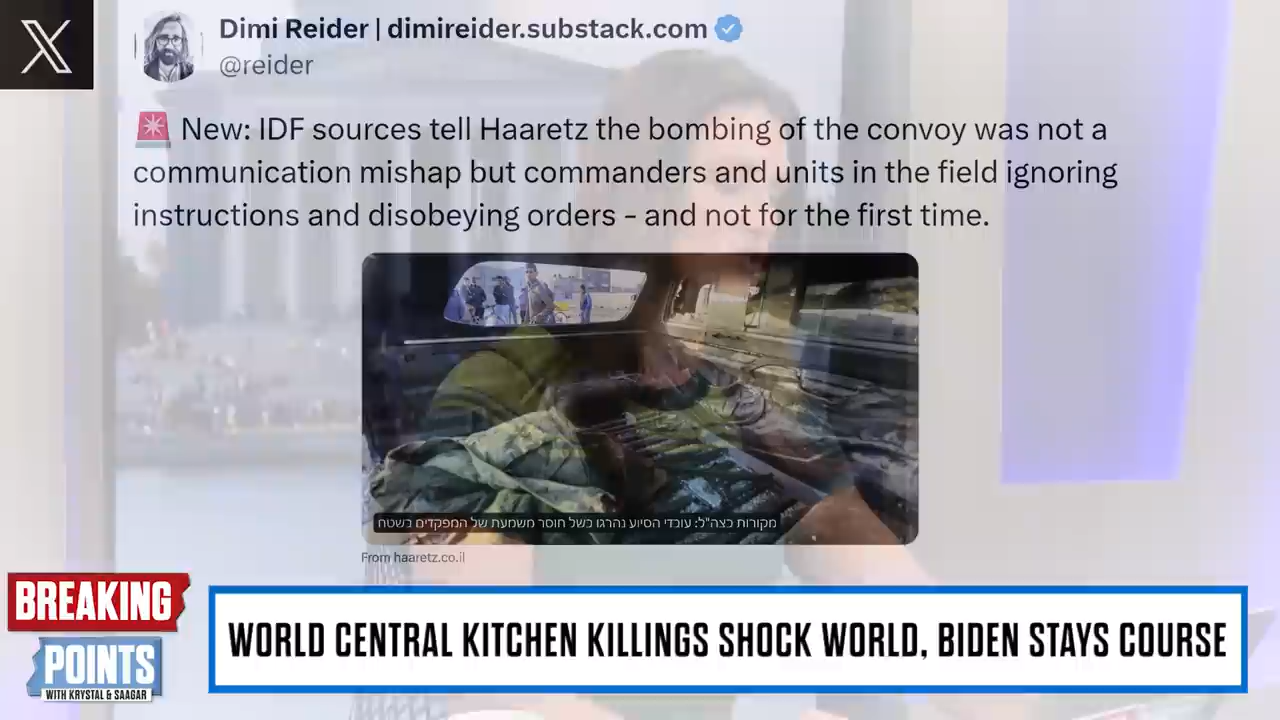 Dimi Reider | dimireider.substack.com
@reider
🚨 New: IDF sources tell Haaretz the bombing of the convoy was not a
communication mishap but commanders and units in the field ignoring
instructions and disobeying orders – and not for the first time.
מקורות בצה"ל: עובדי הסיוע נהרגו בשל חוסר משמעת של המפקדים בשטח
From haaretz.co.il
BREAKING
POINTS
WITH KRYSTAL & SAAGAR
WORLD CENTRAL KITCHEN KILLINGS SHOCK WORLD, BIDEN STAYS COURSE